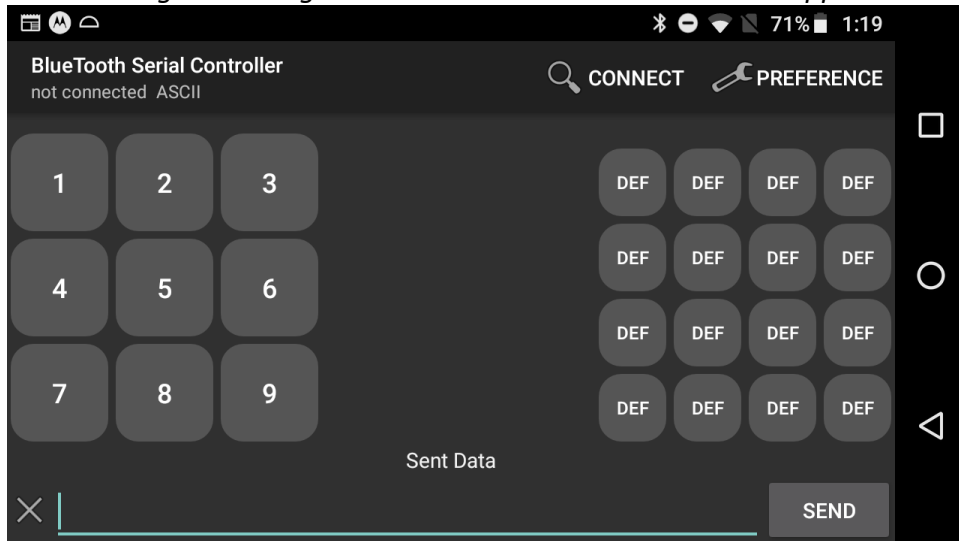 71% 1:19
BlueTooth Serial Controller
not connected ASCII
CONNECT
PREFERENCE
1 2 3
DEF DEF DEF DEF
4 5 6
DEF DEF DEF DEF
DEF DEF DEF DEF
7 8 9
DEF DEF DEF DEF
Sent Data
SEND